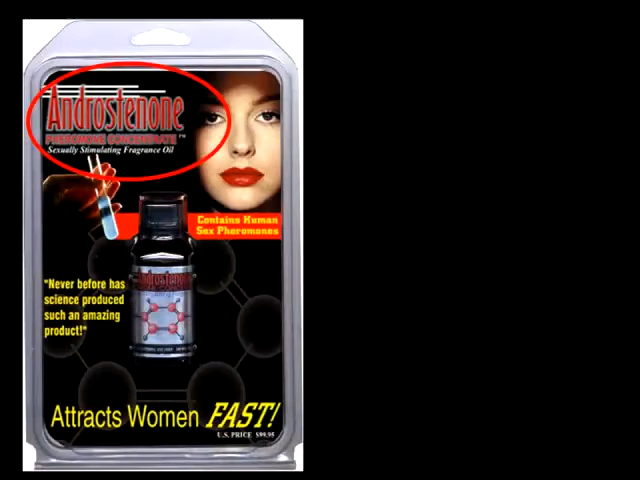 Androstenone
PHEROMONE CONCENTRATE™
Sexually Stimulating Fragrance Oil
Contains Human
Sex Pheromones
Androstenone
"Never before has
science produced
such an amazing
product!"
Attracts Women FAST!
U.S. PRICE $99.95